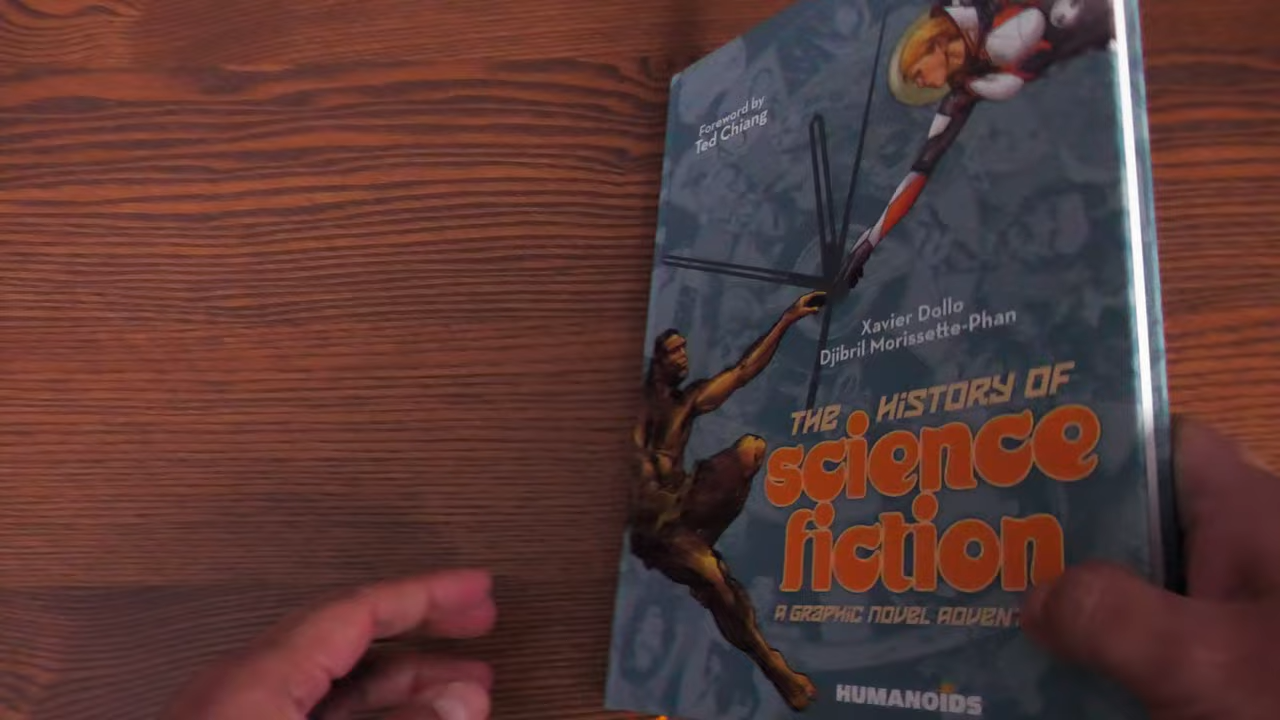 Foreword by
Ted Chiang
Xavier Dollo
Djibril Morissette-Phan
THE HISTORY OF
science
fiction
A GRAPHIC NOVEL ADVEN
HUMANOIDS